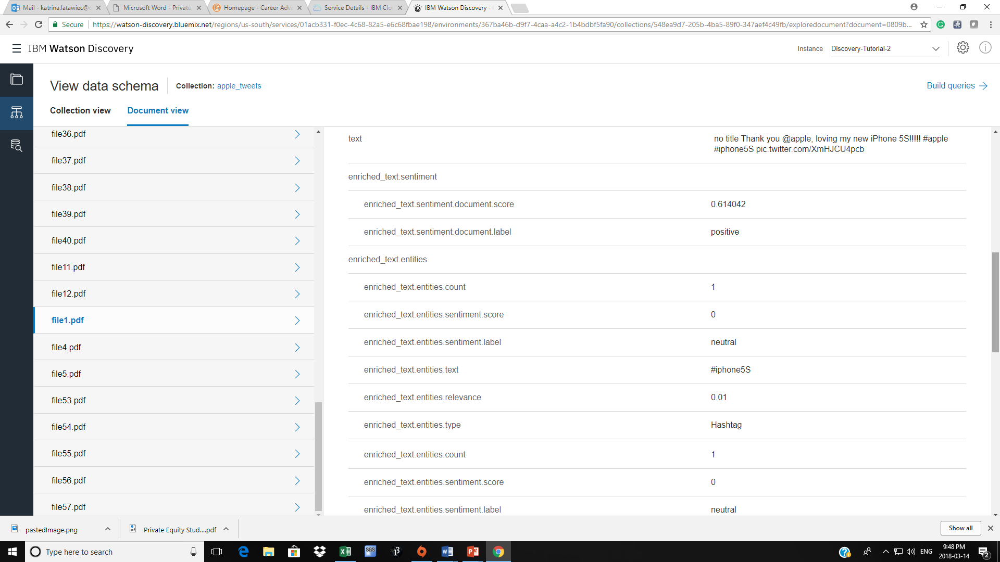 Mail - katrina.latawiec@
Microsoft Word - Private
Homepage - Career Adv
Service Details - IBM Clo
IBM Watson Discovery -
Secure
https://watson-discovery.bluemix.net/regions/us-south/services/01acb331-f0ec-4c68-82a5-e6c68fbae198/environments/367ba46b-d9f7-4caa-a4c2-1b4bdbf5fa90/collections/548ea9d7-205b-4ba5-89f0-347aef4c49fb/exploredocument?document=0809b...
IBM Watson Discovery
Instance Discovery-Tutorial-2
View data schema
Collection: apple_tweets
Build queries
Collection view
Document view
file36.pdf
file37.pdf
file38.pdf
file39.pdf
file40.pdf
file11.pdf
file12.pdf
file1.pdf
file4.pdf
file5.pdf
file53.pdf
file54.pdf
file55.pdf
file56.pdf
file57.pdf
text no title Thank you @apple, loving my new iPhone 5S!!!!! #apple
#iphone5S pic.twitter.com/XmHJCU4pcb
enriched_text.sentiment
enriched_text.sentiment.document.score 0.614042
enriched_text.sentiment.document.label positive
enriched_text.entities
enriched_text.entities.count 1
enriched_text.entities.sentiment.score 0
enriched_text.entities.sentiment.label neutral
enriched_text.entities.text #iphone5S
enriched_text.entities.relevance 0.01
enriched_text.entities.type Hashtag
enriched_text.entities.count 1
enriched_text.entities.sentiment.score 0
enriched_text.entities.sentiment.label neutral
pastedImage.png
Private Equity Stud....pdf
Show all
Type here to search
sas
ENG
9:48 PM
2018-03-14
2